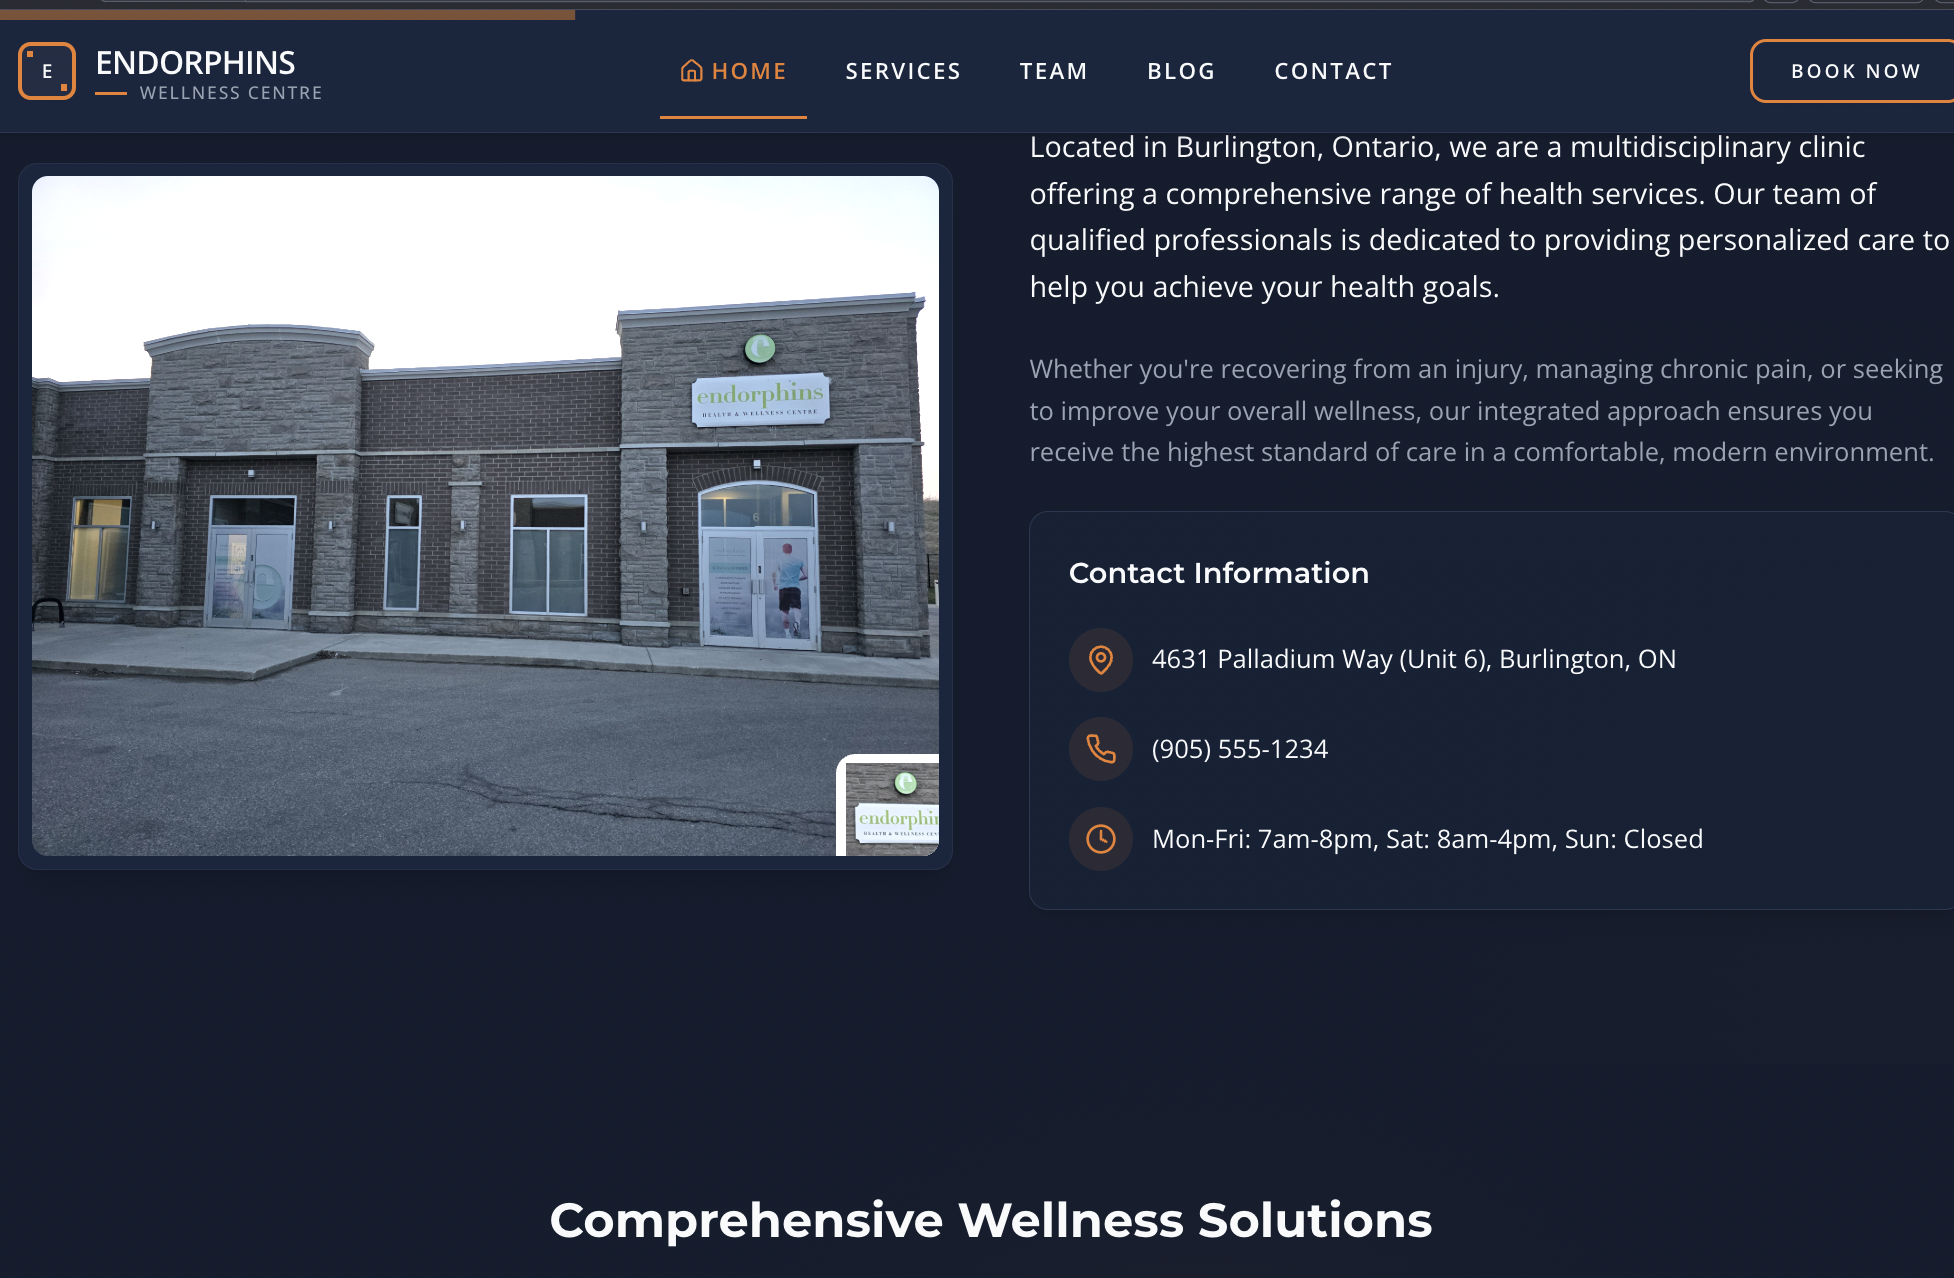 E
ENDORPHINS
WELLNESS CENTRE
HOME
SERVICES
TEAM
BLOG
CONTACT
BOOK NOW
endorphins
HEALTH & WELLNESS CENTRE
6
Located in Burlington, Ontario, we are a multidisciplinary clinic
offering a comprehensive range of health services. Our team of
qualified professionals is dedicated to providing personalized care to
help you achieve your health goals.
Whether you're recovering from an injury, managing chronic pain, or seeking
to improve your overall wellness, our integrated approach ensures you
receive the highest standard of care in a comfortable, modern environment.
Contact Information
4631 Palladium Way (Unit 6), Burlington, ON
(905) 555-1234
Mon-Fri: 7am-8pm, Sat: 8am-4pm, Sun: Closed
Comprehensive Wellness Solutions